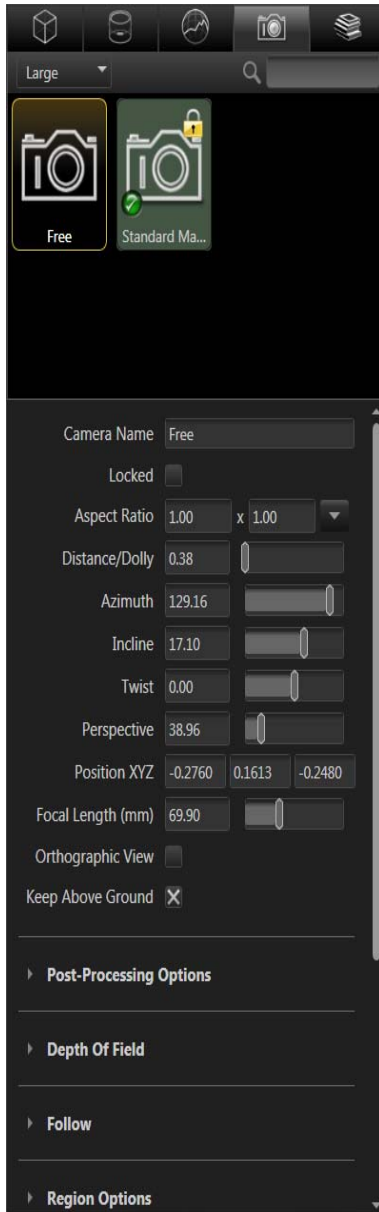 Large
Free
Standard Ma...
Camera Name Free
Locked
Aspect Ratio 1.00 x 1.00
Distance/Dolly 0.38
Azimuth 129.16
Incline 17.10
Twist 0.00
Perspective 38.96
Position XYZ -0.2760 0.1613 -0.2480
Focal Length (mm) 69.90
Orthographic View
Keep Above Ground
Post-Processing Options
Depth Of Field
Follow
Region Options